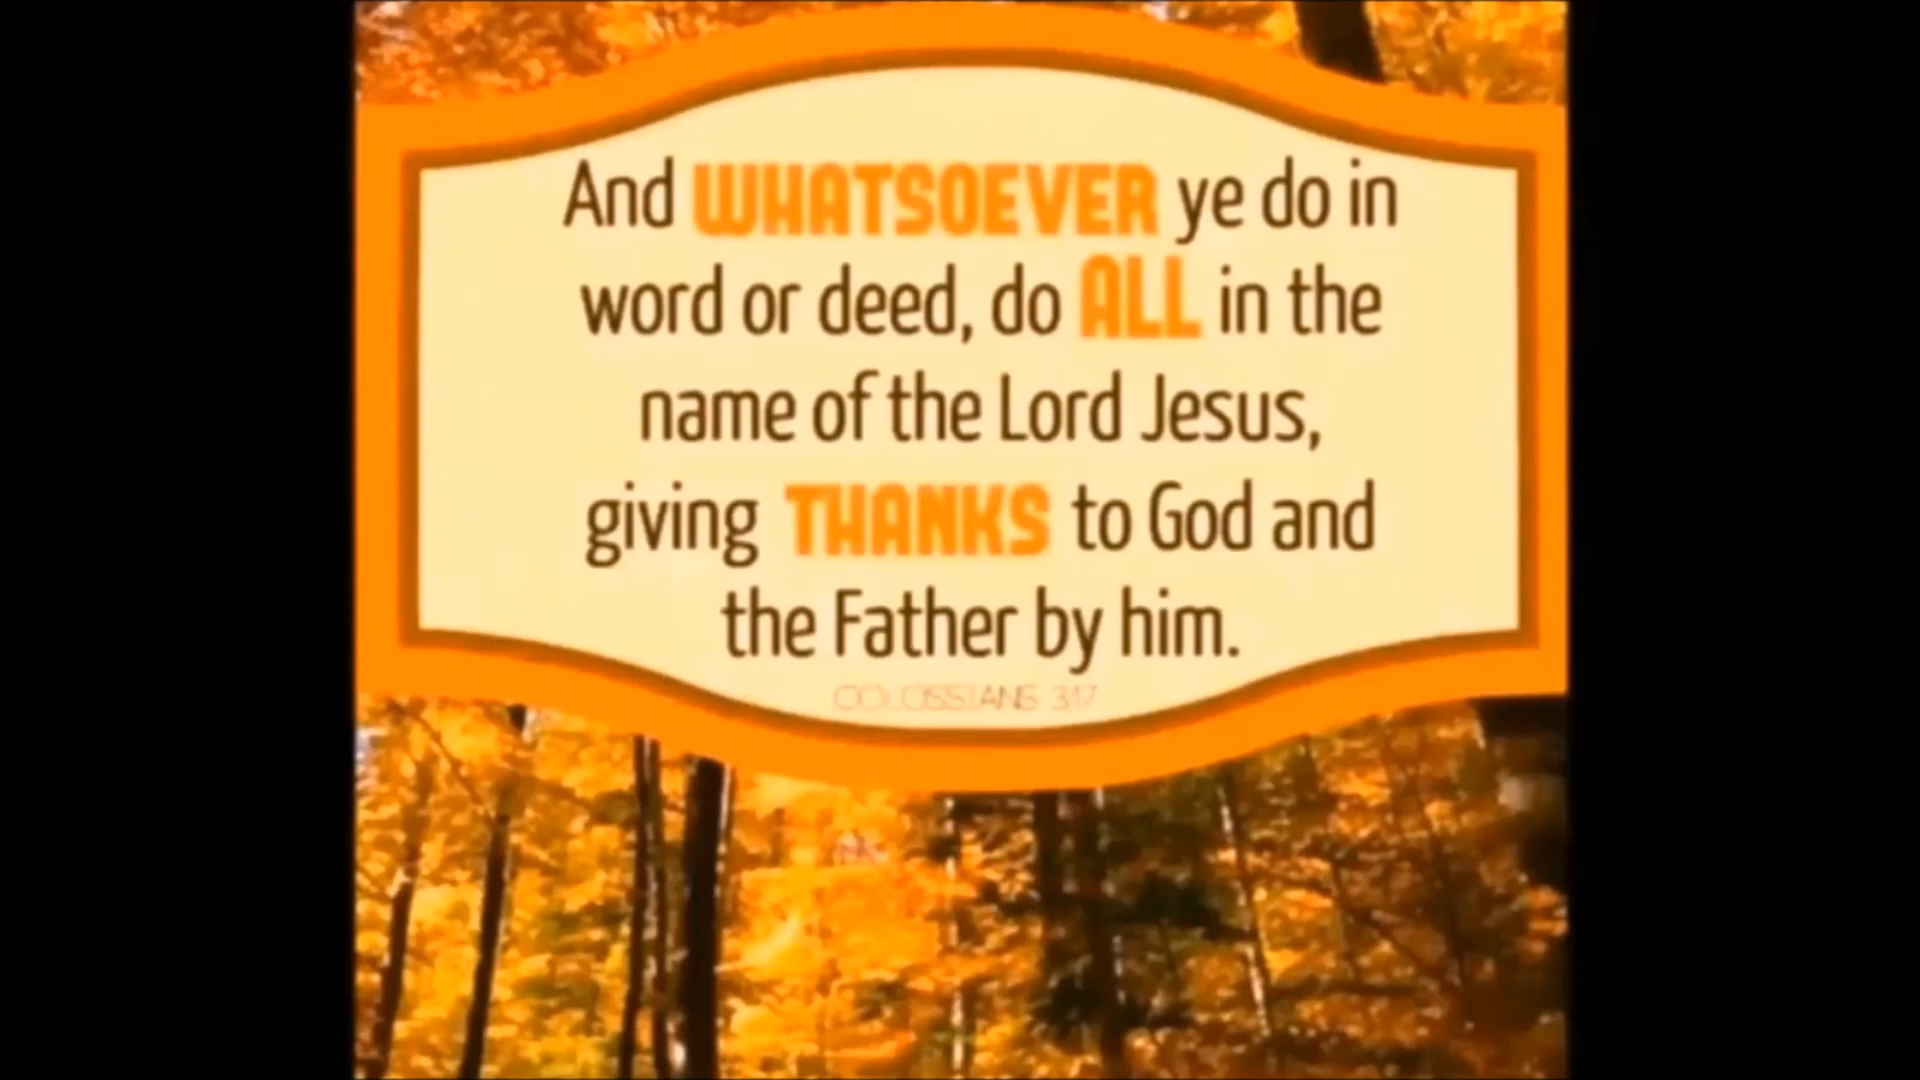 And WHATSOEVER ye do in
word or deed, do ALL in the
name of the Lord Jesus,
giving THANKS to God and
the Father by him.
COLOSSIANS 3:17